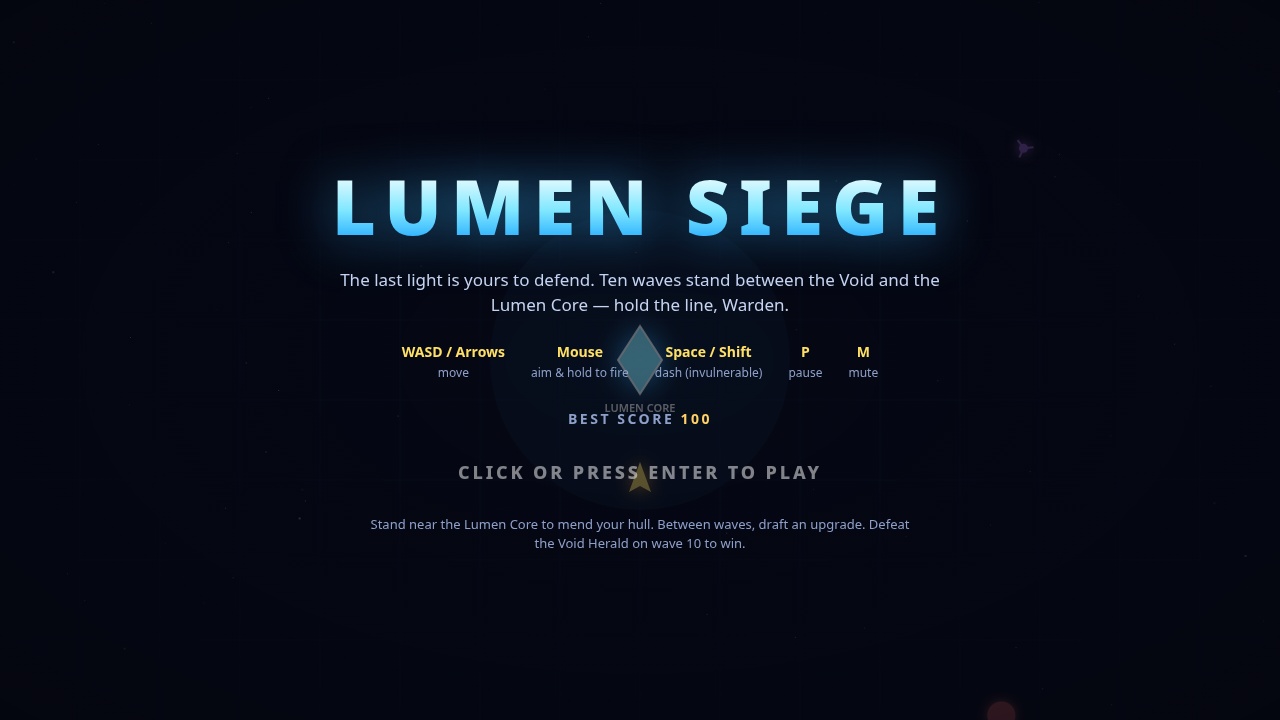 LUMEN SIEGE
The last light is yours to defend. Ten waves stand between the Void and the
Lumen Core — hold the line, Warden.
WASD / Arrows Mouse Space / Shift P M
move aim & hold to fire dash (invulnerable) pause mute
LUMEN CORE
BEST SCORE 100
CLICK OR PRESS ENTER TO PLAY
Stand near the Lumen Core to mend your hull. Between waves, draft an upgrade. Defeat
the Void Herald on wave 10 to win.